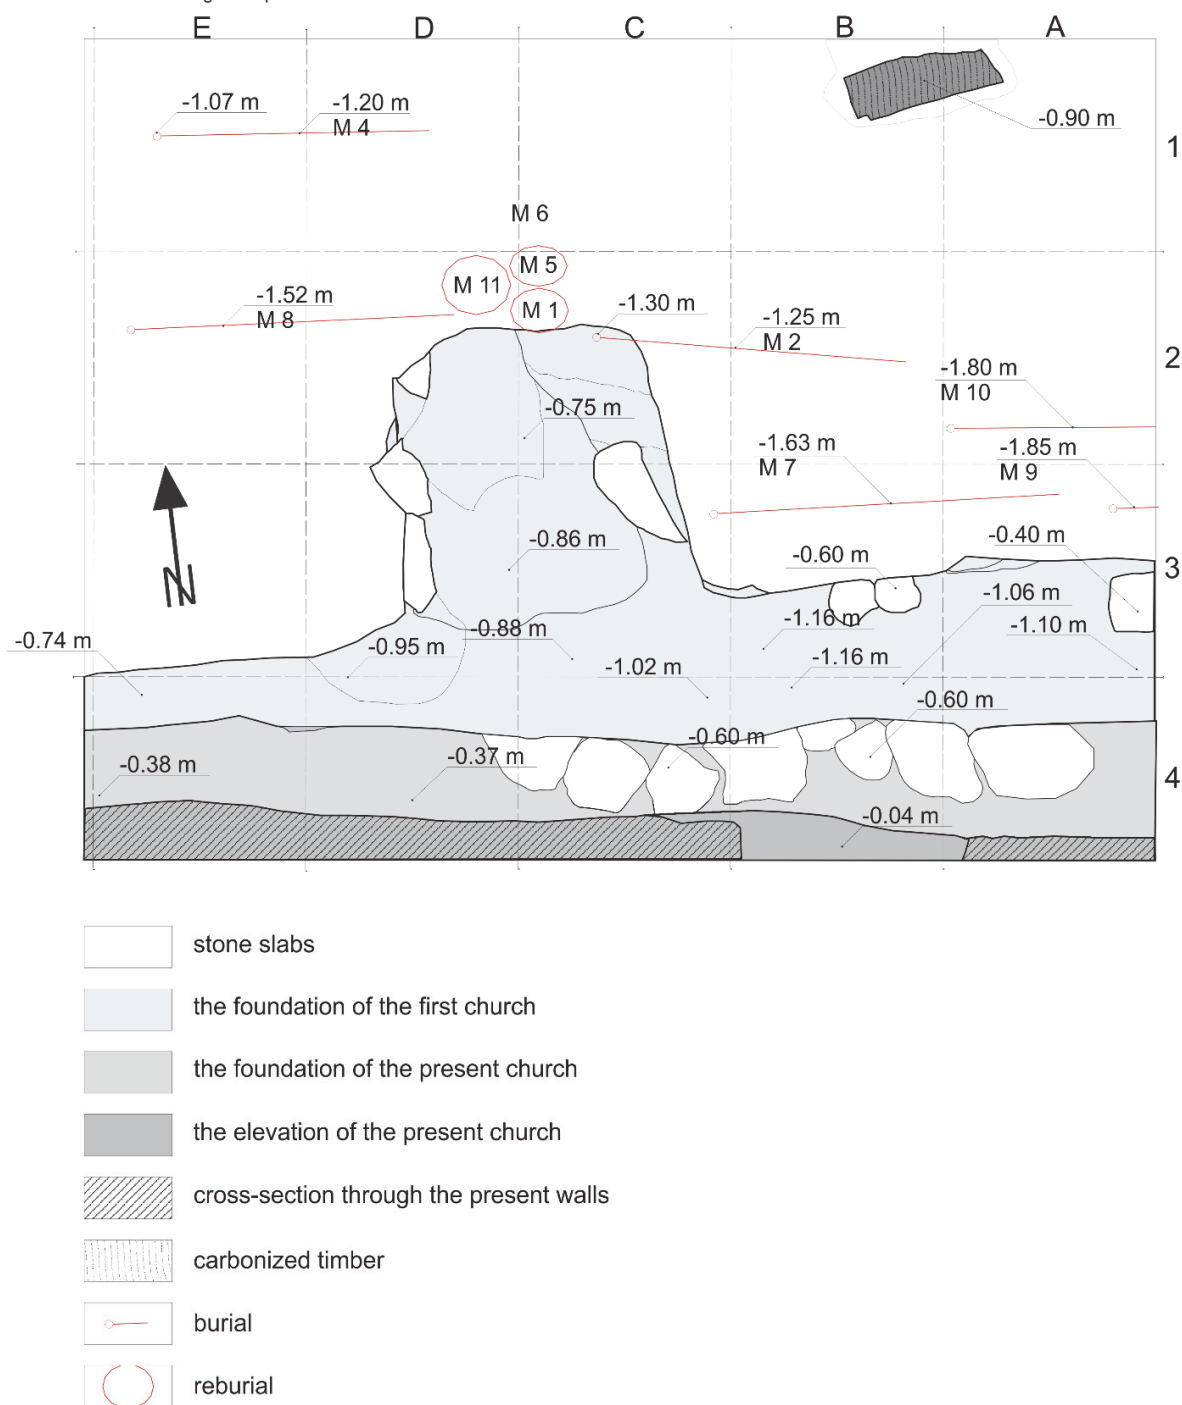 E D C B A
-1.07 m
-1.20 m
M 4
-0.90 m
1
M 6
M 5
M 11
M 1
-1.52 m
M 8
-1.30 m
-1.25 m
M 2
2
-1.80 m
M 10
-0.75 m
-1.63 m
M 7
-1.85 m
M 9
-0.86 m
-0.60 m
-0.40 m
3
N
-1.06 m
-1.16 m
-1.10 m
-0.74 m
-0.95 m
-0.88 m
-1.02 m
-1.16 m
-0.60 m
-0.60 m
-0.38 m
-0.37 m
4
-0.04 m
stone slabs
the foundation of the first church
the foundation of the present church
the elevation of the present church
cross-section through the present walls
carbonized timber
burial
reburial